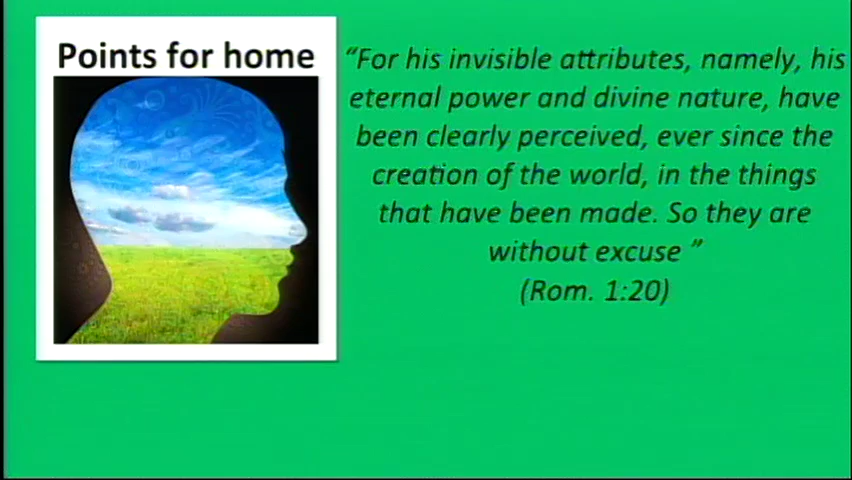 Points for home
"For his invisible attributes, namely, his
eternal power and divine nature, have
been clearly perceived, ever since the
creation of the world, in the things
that have been made. So they are
without excuse "
(Rom. 1:20)